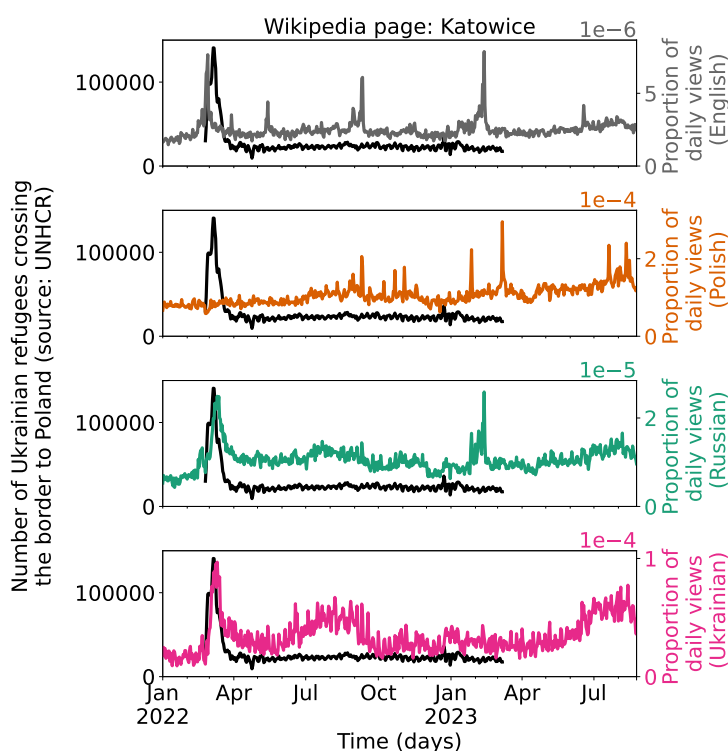 Wikipedia page: Katowice
Number of Ukrainian refugees crossing
the border to Poland (source: UNHCR)
1e−6
100000
0
5
0
Proportion of
daily views
(English)
1e−4
100000
0
2
0
Proportion of
daily views
(Polish)
1e−5
100000
0
2
0
Proportion of
daily views
(Russian)
1e−4
100000
0
1
0
Proportion of
daily views
(Ukrainian)
Jan Apr Jul Oct Jan Apr Jul
2022 2023
Time (days)